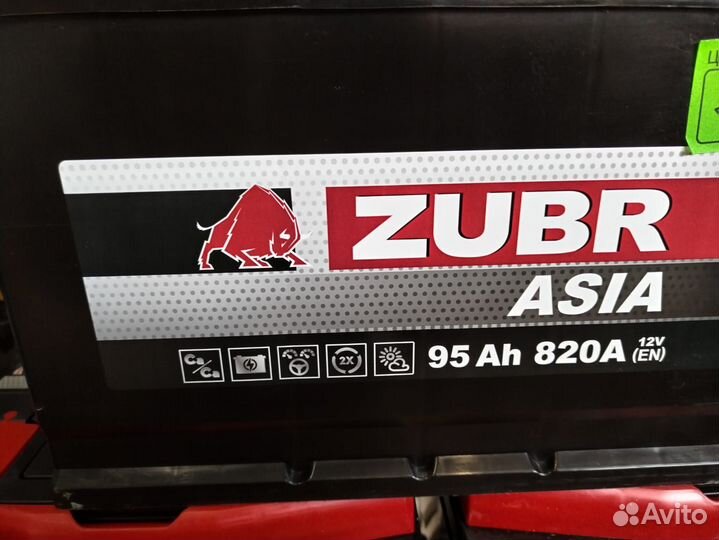 ZUBR
ASIA
Ca/Ca
2X
95 Ah 820A 12V (EN)
Avito